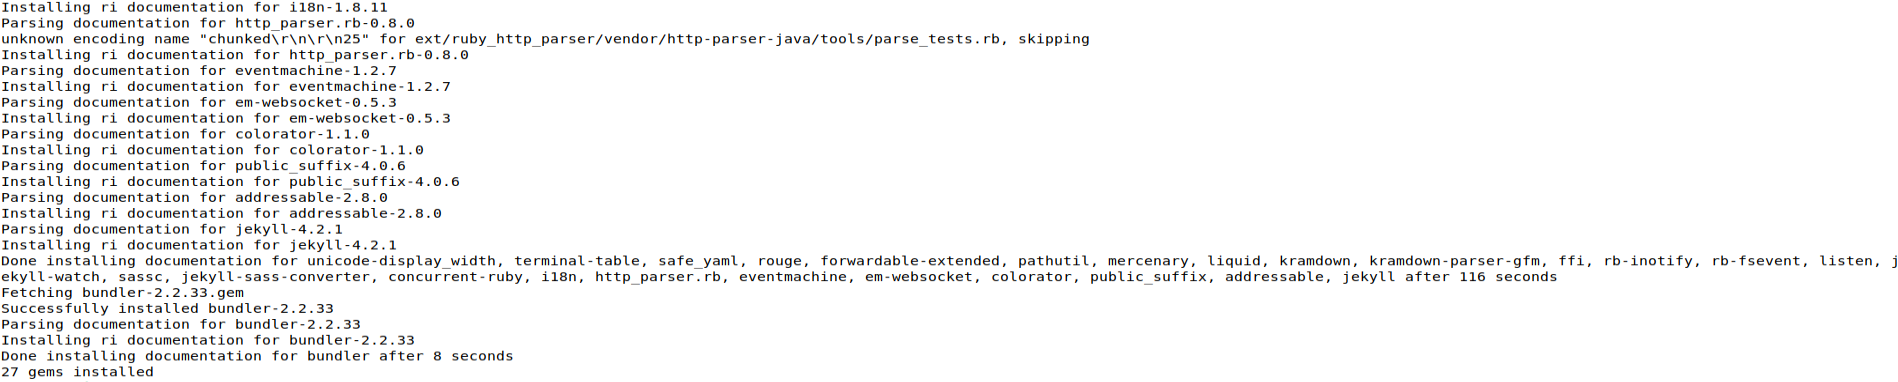 Installing ri documentation for i18n-1.8.11
Parsing documentation for http_parser.rb-0.8.0
unknown encoding name "chunked\r\n\r\n25" for ext/ruby_http_parser/vendor/http-parser-java/tools/parse_tests.rb, skipping
Installing ri documentation for http_parser.rb-0.8.0
Parsing documentation for eventmachine-1.2.7
Installing ri documentation for eventmachine-1.2.7
Parsing documentation for em-websocket-0.5.3
Installing ri documentation for em-websocket-0.5.3
Parsing documentation for colorator-1.1.0
Installing ri documentation for colorator-1.1.0
Parsing documentation for public_suffix-4.0.6
Installing ri documentation for public_suffix-4.0.6
Parsing documentation for addressable-2.8.0
Installing ri documentation for addressable-2.8.0
Parsing documentation for jekyll-4.2.1
Installing ri documentation for jekyll-4.2.1
Done installing documentation for unicode-display_width, terminal-table, safe_yaml, rouge, forwardable-extended, pathutil, mercenary, liquid, kramdown, kramdown-parser-gfm, ffi, rb-inotify, rb-fsevent, listen, j
ekyll-watch, sassc, jekyll-sass-converter, concurrent-ruby, i18n, http_parser.rb, eventmachine, em-websocket, colorator, public_suffix, addressable, jekyll after 116 seconds
Fetching bundler-2.2.33.gem
Successfully installed bundler-2.2.33
Parsing documentation for bundler-2.2.33
Installing ri documentation for bundler-2.2.33
Done installing documentation for bundler after 8 seconds
27 gems installed